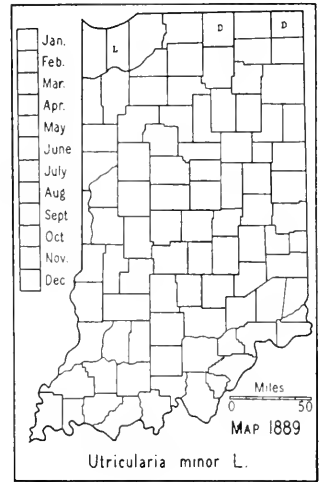 D D
L
Jan.
Feb.
Mar.
Apr.
May
June
July
Aug
Sept
Oct
Nov.
Dec
Miles
0 50
MAP 1889
Utricularia minor L.